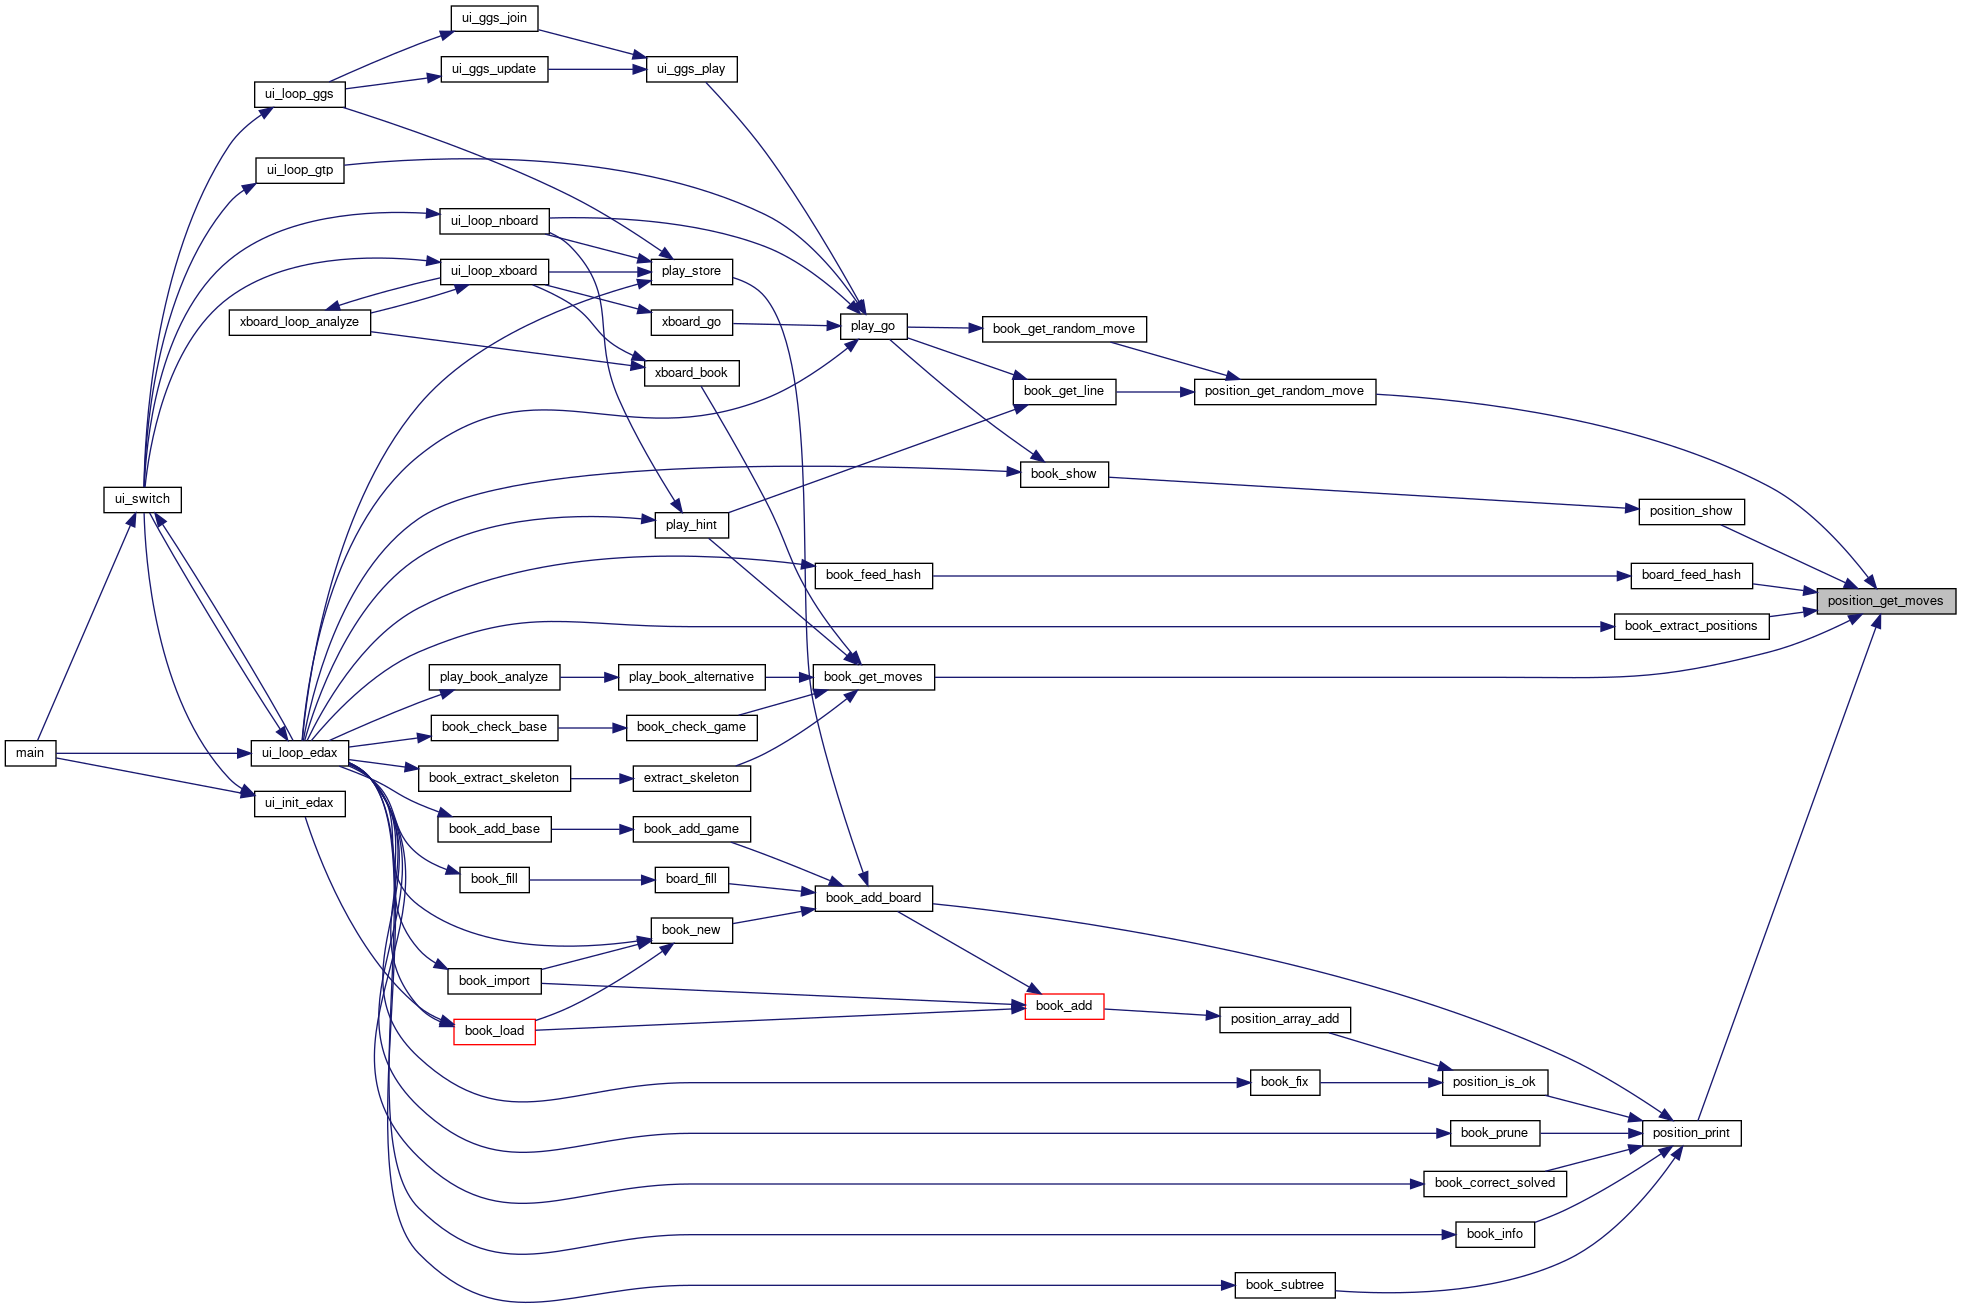 ui_ggs_join
ui_ggs_update
ui_ggs_play
ui_loop_ggs
ui_loop_gtp
ui_loop_nboard
ui_loop_xboard
play_store
xboard_loop_analyze
xboard_go
play_go
book_get_random_move
xboard_book
book_get_line
position_get_random_move
book_show
ui_switch
play_hint
position_show
book_feed_hash
board_feed_hash
position_get_moves
book_extract_positions
play_book_analyze
play_book_alternative
book_get_moves
book_check_base
book_check_game
main
ui_loop_edax
book_extract_skeleton
extract_skeleton
ui_init_edax
book_add_base
book_add_game
book_fill
board_fill
book_add_board
book_new
book_import
book_add
position_array_add
book_load
book_fix
position_is_ok
book_prune
position_print
book_correct_solved
book_info
book_subtree